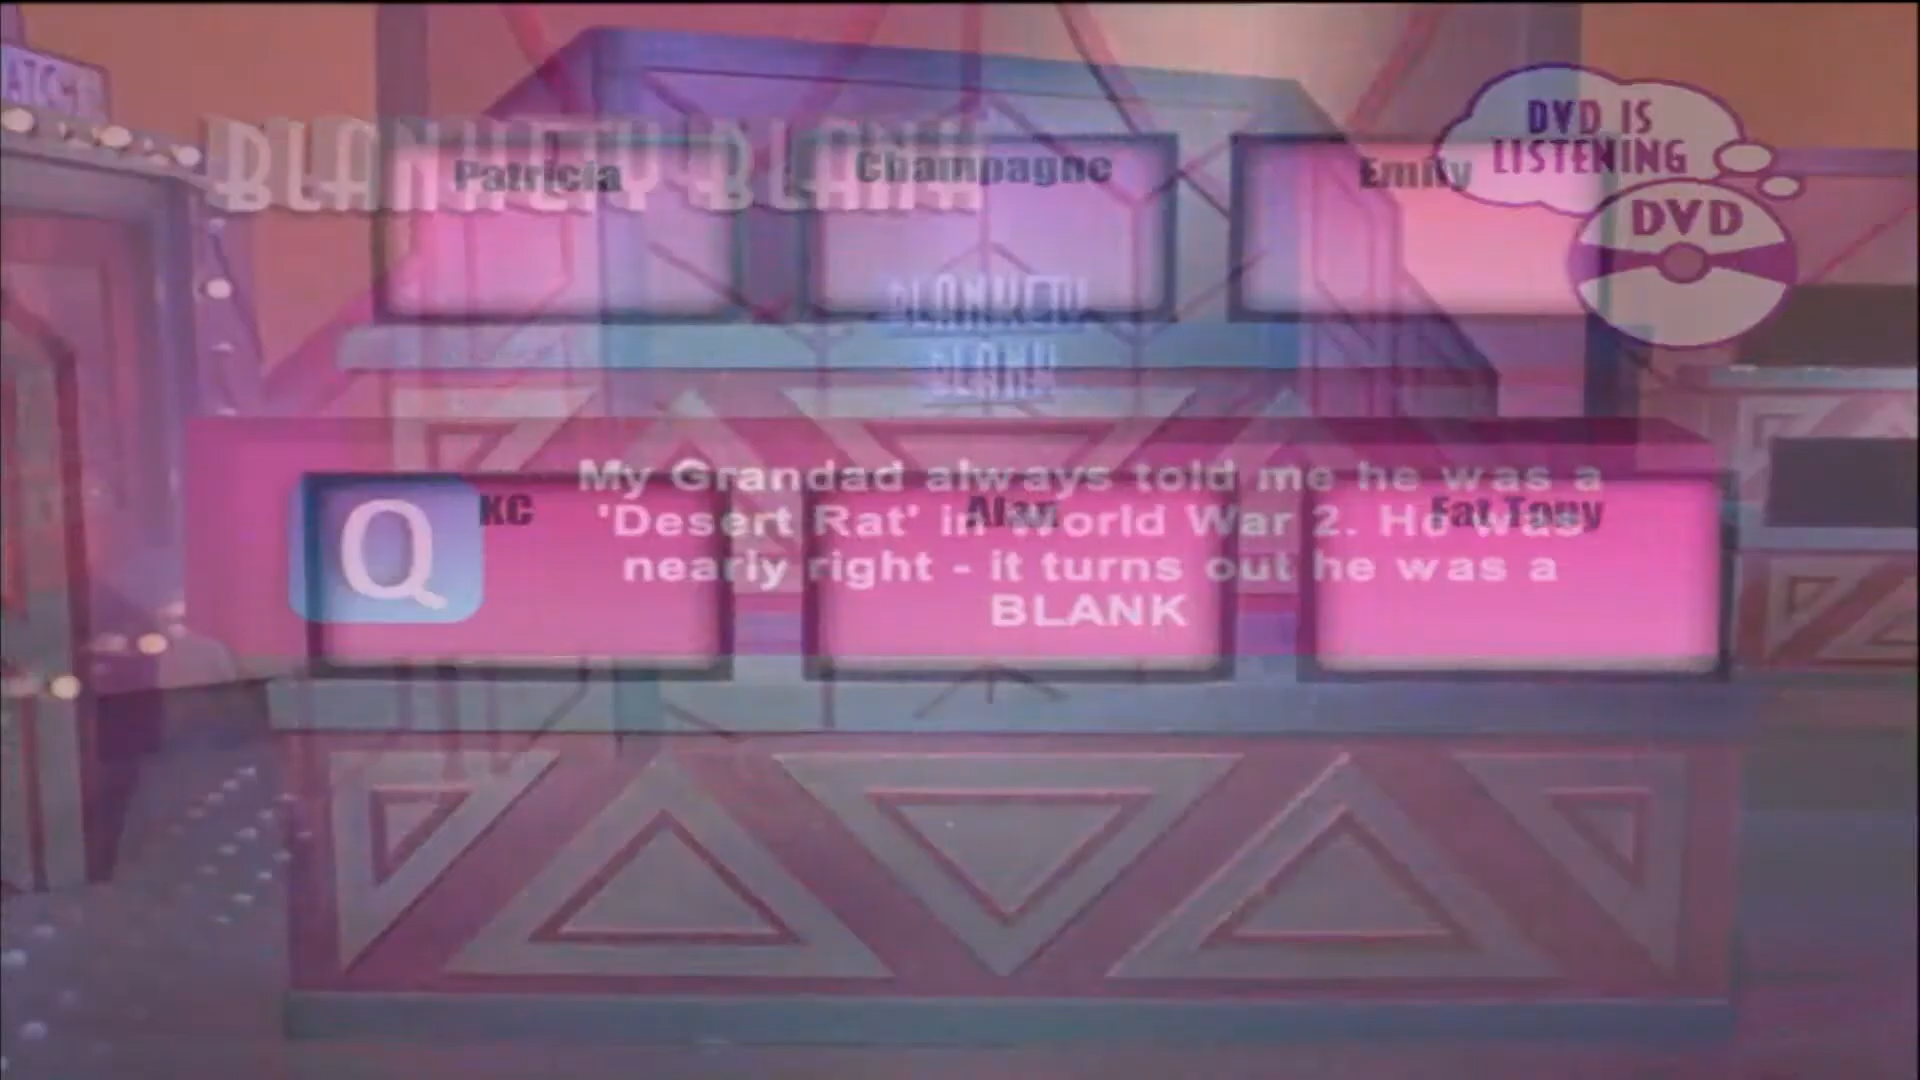 BLANKETY BLANK
DVD IS
LISTENING
DVD
Patricia
Champagne
Emily
BLANKETY
BLANK
Q
KC
Alan
Fat Tony
My Grandad always told me he was a
'Desert Rat' in World War 2. He was
nearly right - it turns out he was a
BLANK